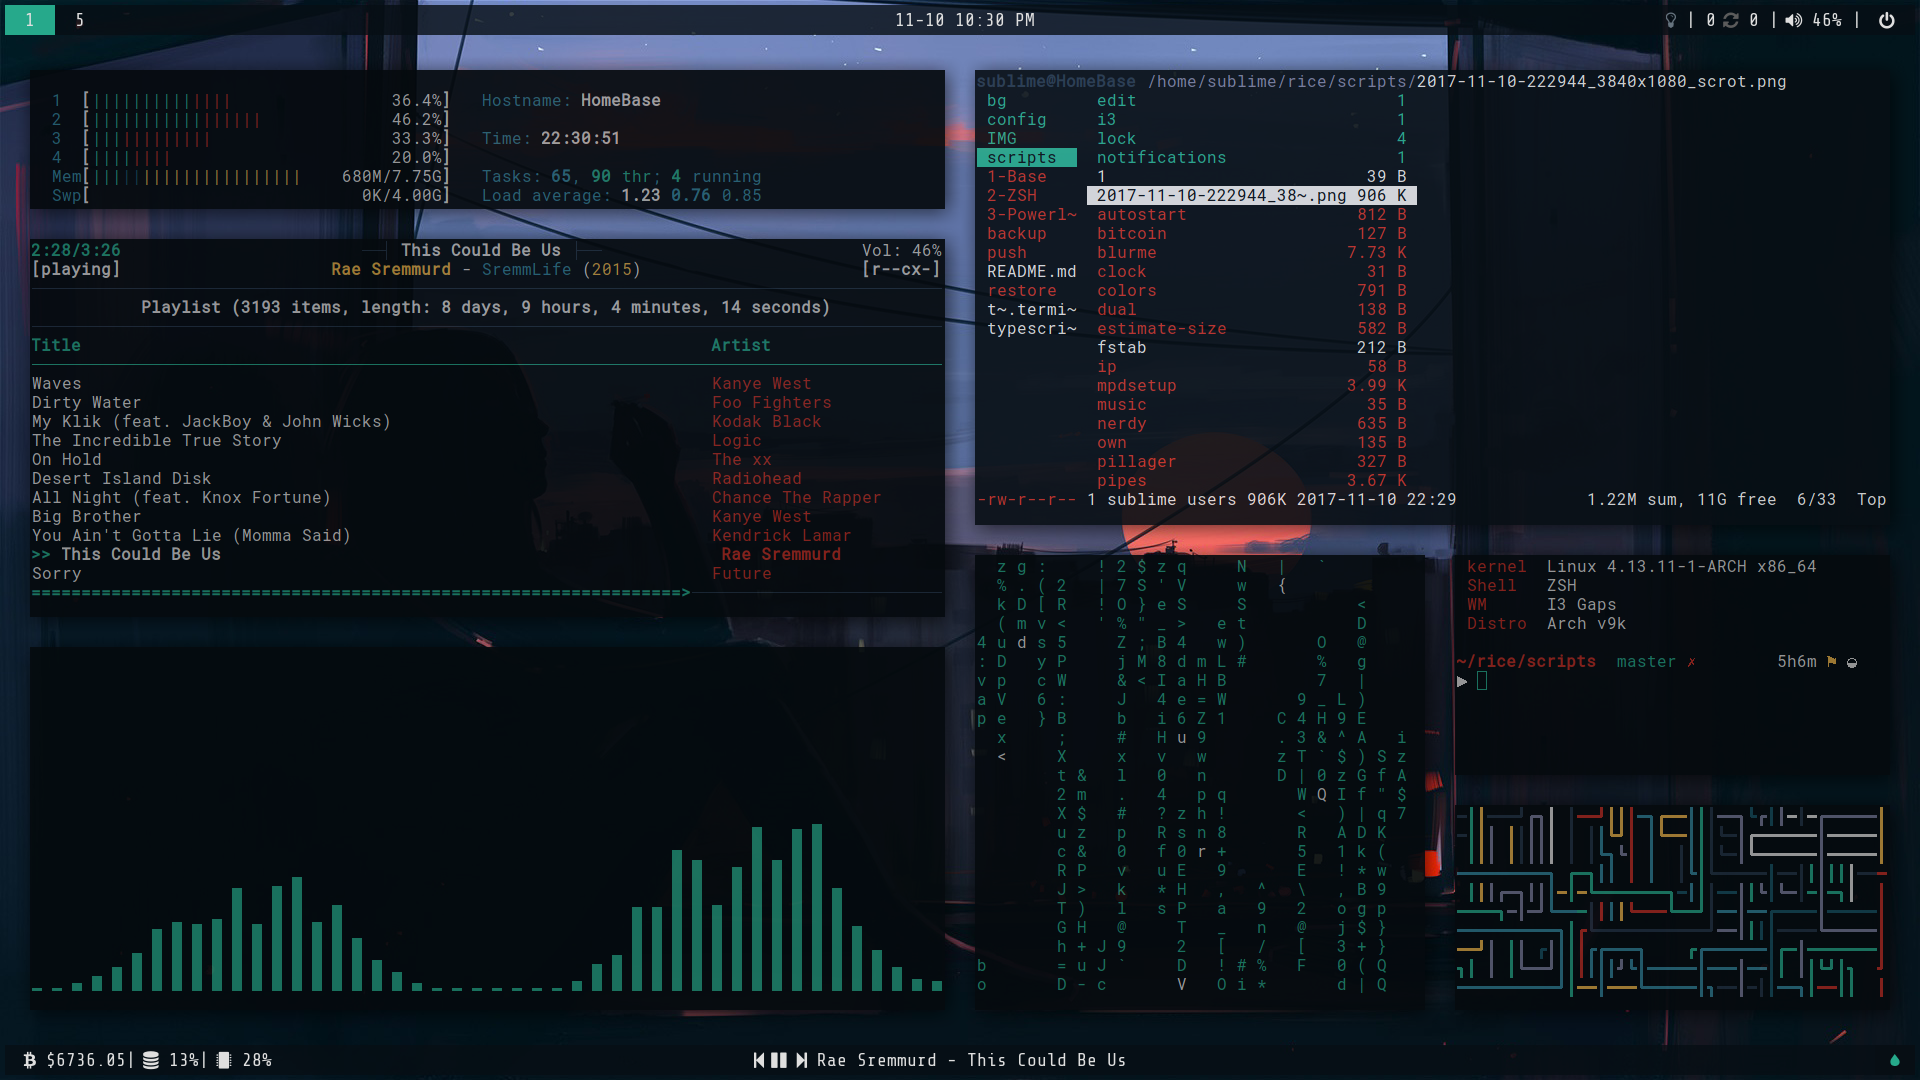 1 5 11-10 10:30 PM | 0 0 | 46% |
1 [|||||||||||||| 36.4%] Hostname: HomeBase
2 [||||||||||||||||| 46.2%]
3 [|||||||||||| 33.3%] Time: 22:30:51
4 [|||||||| 20.0%]
Mem[||||||||||||||||||||| 680M/7.75G] Tasks: 65, 90 thr; 4 running
Swp[ 0K/4.00G] Load average: 1.23 0.76 0.85
2:28/3:26 This Could Be Us Vol: 46%
[playing] Rae Sremmurd - SremmLife (2015) [r--cx-]
Playlist (3193 items, length: 8 days, 9 hours, 4 minutes, 14 seconds)
Title Artist
Waves Kanye West
Dirty Water Foo Fighters
My Klik (feat. JackBoy & John Wicks) Kodak Black
The Incredible True Story Logic
On Hold The xx
Desert Island Disk Radiohead
All Night (feat. Knox Fortune) Chance The Rapper
Big Brother Kanye West
You Ain't Gotta Lie (Momma Said) Kendrick Lamar
>> This Could Be Us Rae Sremmurd
Sorry Future
sublime@HomeBase /home/sublime/rice/scripts/2017-11-10-222944_3840x1080_scrot.png
bg edit 1
config i3 1
IMG lock 4
scripts notifications 1
1-Base 1 39 B
2-ZSH 2017-11-10-222944_38~.png 906 K
3-Powerl~ autostart 812 B
backup bitcoin 127 B
push blurme 7.73 K
README.md clock 31 B
restore colors 791 B
t~.termi~ dual 138 B
typescri~ estimate-size 582 B
fstab 212 B
ip 58 B
mpdsetup 3.99 K
music 35 B
nerdy 635 B
own 135 B
pillager 327 B
pipes 3.67 K
-rw-r--r-- 1 sublime users 906K 2017-11-10 22:29 1.22M sum, 11G free 6/33 Top
kernel Linux 4.13.11-1-ARCH x86_64
Shell ZSH
WM I3 Gaps
Distro Arch v9k
~/rice/scripts master ✗ 5h6m
$6736.05| 13%| 28% Rae Sremmurd - This Could Be Us